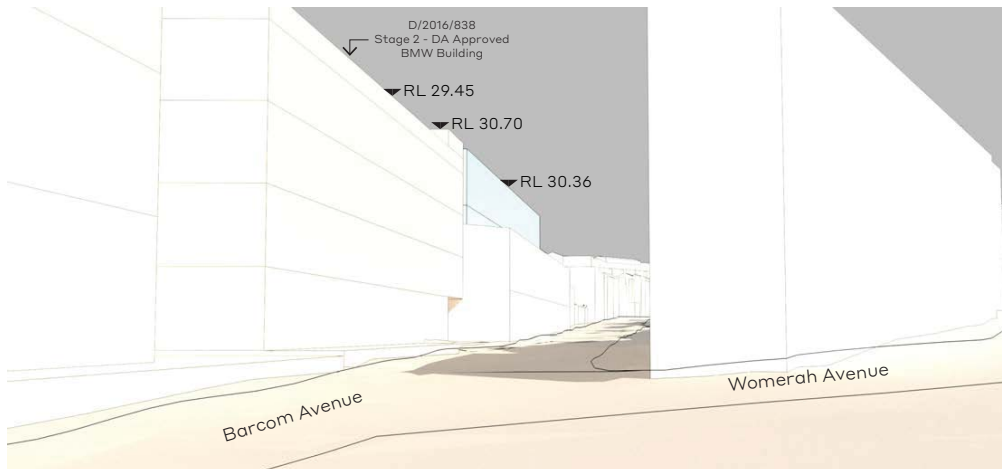 D/2016/838
Stage 2 - DA Approved
BMW Building
RL 29.45
RL 30.70
RL 30.36
Barcom Avenue
Womerah Avenue